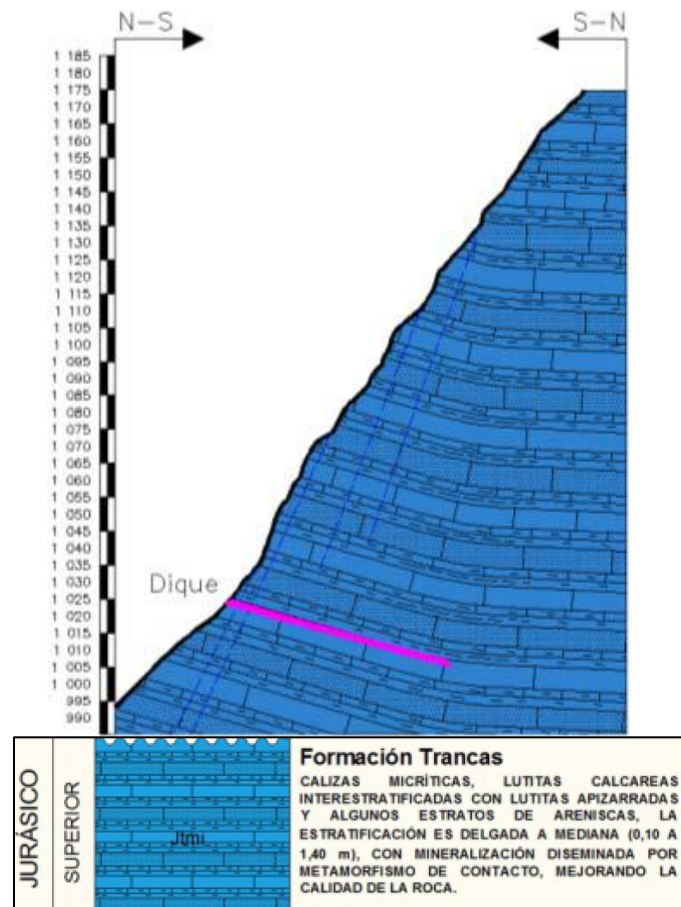 N-S
S-N
1 185
1 180
1 175
1 170
1 165
1 160
1 155
1 150
1 145
1 140
1 135
1 130
1 125
1 120
1 115
1 110
1 105
1 100
1 095
1 090
1 085
1 080
1 075
1 070
1 065
1 060
1 055
1 050
1 045
1 040
1 035
1 030
1 025
1 020
1 015
1 010
1 005
1 000
995
990
Dique
JURÁSICO
SUPERIOR
Jtmi
Formación Trancas
CALIZAS MICRÍTICAS, LUTITAS CALCAREAS
INTERESTRATIFICADAS CON LUTITAS APIZARRADAS
Y ALGUNOS ESTRATOS DE ARENISCAS, LA
ESTRATIFICACIÓN ES DELGADA A MEDIANA (0,10 A
1,40 m), CON MINERALIZACIÓN DISEMINADA POR
METAMORFISMO DE CONTACTO, MEJORANDO LA
CALIDAD DE LA ROCA.